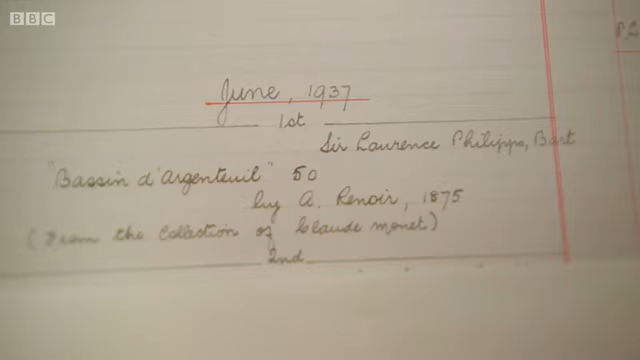 BBC
P.L
June, 1937
1st
Sir Laurence Philipps, Bart
"Bassin d'Argenteuil" 50
by A. Renoir, 1875
(From the Collection of Claude Monet)
2nd